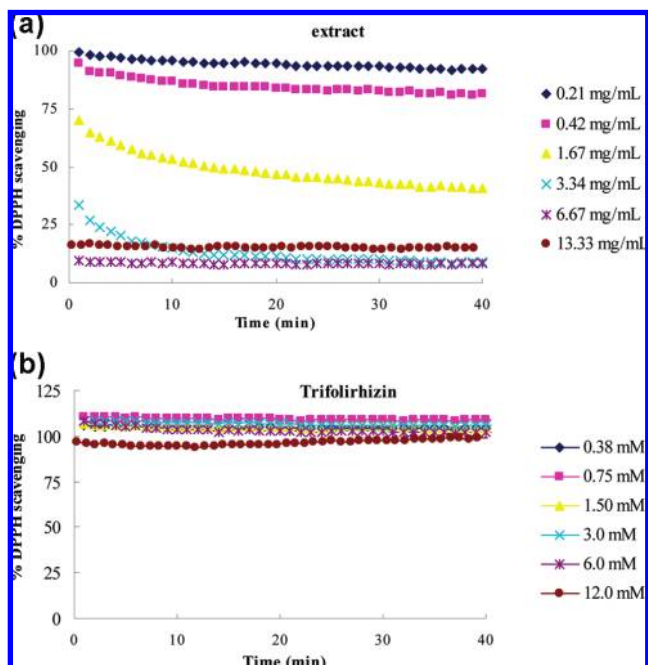 (a)
extract
100
75
50
25
0
% DPPH scavenging
0 10 20 30 40
Time (min)
0.21 mg/mL
0.42 mg/mL
1.67 mg/mL
3.34 mg/mL
6.67 mg/mL
13.33 mg/mL
(b)
Trifolirhizin
125
100
75
50
25
0
% DPPH scavenging
0 10 20 30 40
Time (min)
0.38 mM
0.75 mM
1.50 mM
3.0 mM
6.0 mM
12.0 mM